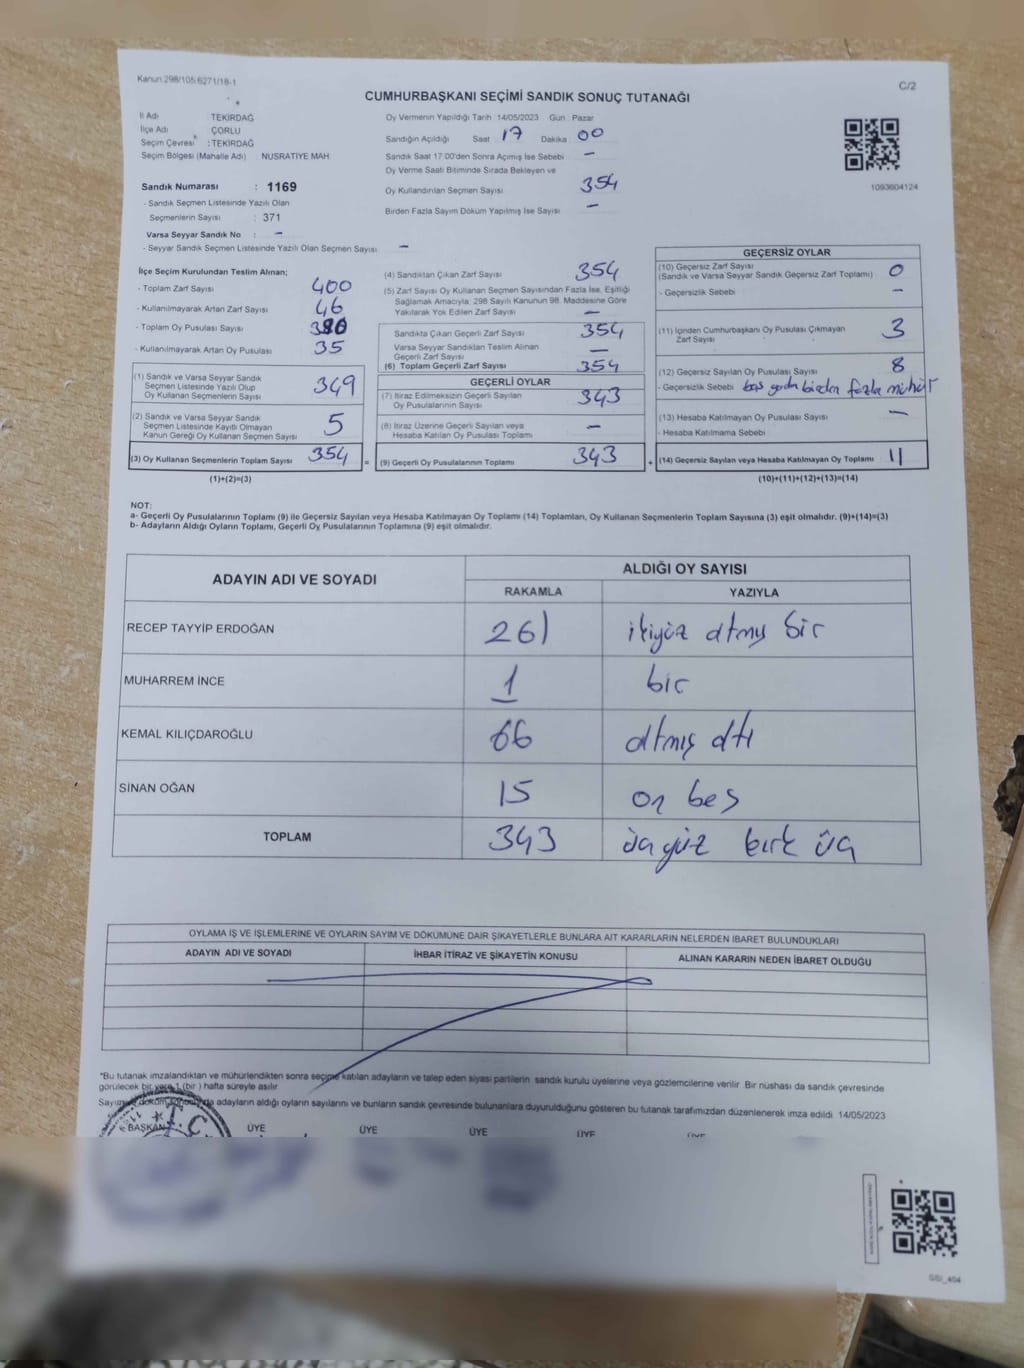 Kanun 298/105.6271/18-1
C/2
CUMHURBAŞKANI SEÇİMİ SANDIK SONUÇ TUTANAĞI
İl Adı TEKİRDAĞ
İlçe Adı ÇORLU
Seçim Çevresi : TEKİRDAĞ
Seçim Bölgesi (Mahalle Adı) NUSRATİYE MAH
Sandık Numarası : 1169
- Sandık Seçmen Listesinde Yazılı Olan
Seçmenlerin Sayısı : 371
Varsa Seyyar Sandık No : -
- Seyyar Sandık Seçmen Listesinde Yazılı Olan Seçmen Sayısı -
Oy Vermenin Yapıldığı Tarih 14/05/2023 Gün Pazar
Sandığın Açıldığı Saat 17 Dakika 00
Sandık Saat 17:00'den Sonra Açmış İse Sebebi -
Oy Verme Saati Bitiminde Sırada Bekleyen ve
Oy Kullandırılan Seçmen Sayısı 354
Birden Fazla Sayım Döküm Yapılmış İse Sayısı -
1093604124
İlçe Seçim Kurulundan Teslim Alınan;
- Toplam Zarf Sayısı 400
- Kullanılmayarak Artan Zarf Sayısı 46
- Toplam Oy Pusulası Sayısı
- Kullanılmayarak Artan Oy Pusulası 35
(1) Sandık ve Varsa Seyyar Sandık
Seçmen Listesinde Yazılı Olup
Oy Kullanan Seçmenlerin Sayısı 349
(2) Sandık ve Varsa Seyyar Sandık
Seçmen Listesinde Kayıtlı Olmayan
Kanun Gereği Oy Kullanan Seçmen Sayısı 5
(3) Oy Kullanan Seçmenlerin Toplam Sayısı 354 =
(1)+(2)=(3)
(4) Sandıktan Çıkan Zarf Sayısı 354
(5) Zarf Sayısı Oy Kullanan Seçmen Sayısından Fazla İse, Eşitliği
Sağlamak Amacıyla, 298 Sayılı Kanunun 98. Maddesine Göre
Yakılarak Yok Edilen Zarf Sayısı -
Sandıkta Çıkan Geçerli Zarf Sayısı 354
Varsa Seyyar Sandıktan Teslim Alınan
Geçerli Zarf Sayısı -
(6) Toplam Geçerli Zarf Sayısı 354
GEÇERLİ OYLAR
(7) İtiraz Edilmeksizin Geçerli Sayılan
Oy Pusulalarının Sayısı 343
(8) İtiraz Üzerine Geçerli Sayılan veya
Hesaba Katılan Oy Pusulası Toplamı -
(9) Geçerli Oy Pusulalarının Toplamı 343 +
GEÇERSİZ OYLAR
(10) Geçersiz Zarf Sayısı
(Sandık ve Varsa Seyyar Sandık Geçersiz Zarf Toplamı) 0
- Geçersizlik Sebebi -
(11) İçinden Cumhurbaşkanı Oy Pusulası Çıkmayan
Zarf Sayısı 3
(12) Geçersiz Sayılan Oy Pusulası Sayısı 8
- Geçersizlik Sebebi birden fazla mühür
(13) Hesaba Katılmayan Oy Pusulası Sayısı -
- Hesaba Katılmama Sebebi
(14) Geçersiz Sayılan veya Hesaba Katılmayan Oy Toplamı 11
(10)+(11)+(12)+(13)=(14)
NOT:
a- Geçerli Oy Pusulalarının Toplamı (9) ile Geçersiz Sayılan veya Hesaba Katılmayan Oy Toplamı (14) Toplamları, Oy Kullanan Seçmenlerin Toplam Sayısına (3) eşit olmalıdır. (9)+(14)=(3)
b- Adayların Aldığı Oyların Toplamı, Geçerli Oy Pusulalarının Toplamına (9) eşit olmalıdır.
ADAYIN ADI VE SOYADI
ALDIĞI OY SAYISI
RAKAMLA YAZIYLA
RECEP TAYYİP ERDOĞAN 261 ikiyüz atmış bir
MUHARREM İNCE 1 bir
KEMAL KILIÇDAROĞLU 66 atmış altı
SİNAN OĞAN 15 on beş
TOPLAM 343 üçyüz kırk üç
OYLAMA İŞ VE İŞLEMLERİNE VE OYLARIN SAYIM VE DÖKÜMÜNE DAİR ŞİKAYETLERLE BUNLARA AİT KARARLARIN NELERDEN İBARET BULUNDUKLARI
ADAYIN ADI VE SOYADI İHBAR İTİRAZ VE ŞİKAYETİN KONUSU ALINAN KARARIN NEDEN İBARET OLDUĞU
*Bu tutanak imzalandıktan ve mühürlendikten sonra seçime katılan adayların ve talep eden siyasi partilerin sandık kurulu üyelerine veya gözlemcilerine verilir. Bir nüshası da sandık çevresinde
görülecek bir yere 1 (bir) hafta süreyle asılır
Sayım adayların aldığı oyların sayılarını ve bunların sandık çevresinde bulunanlara duyurulduğunu gösteren bu tutanak tarafımızdan düzenlenerek imza edildi. 14/05/2023
BAŞKAN ÜYE ÜYE ÜYE ÜYE ÜYE
T.C.